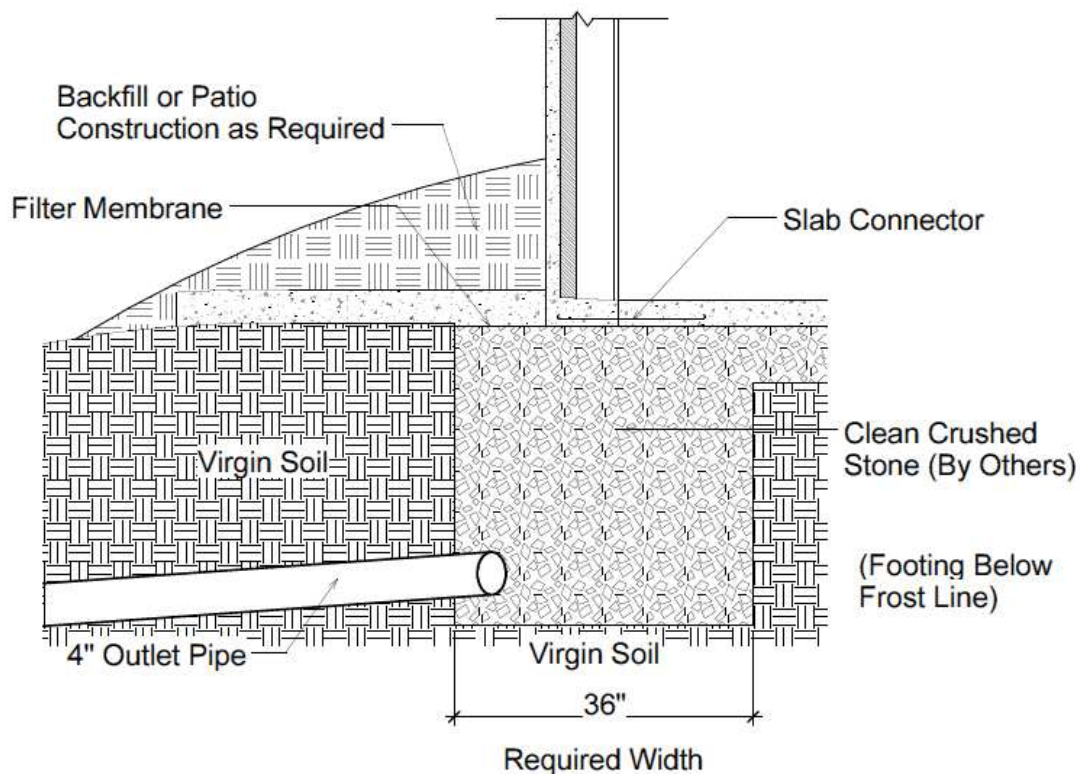 Backfill or Patio
Construction as Required
Filter Membrane
Slab Connector
Virgin Soil
Clean Crushed
Stone (By Others)
(Footing Below
Frost Line)
4" Outlet Pipe
Virgin Soil
36"
Required Width